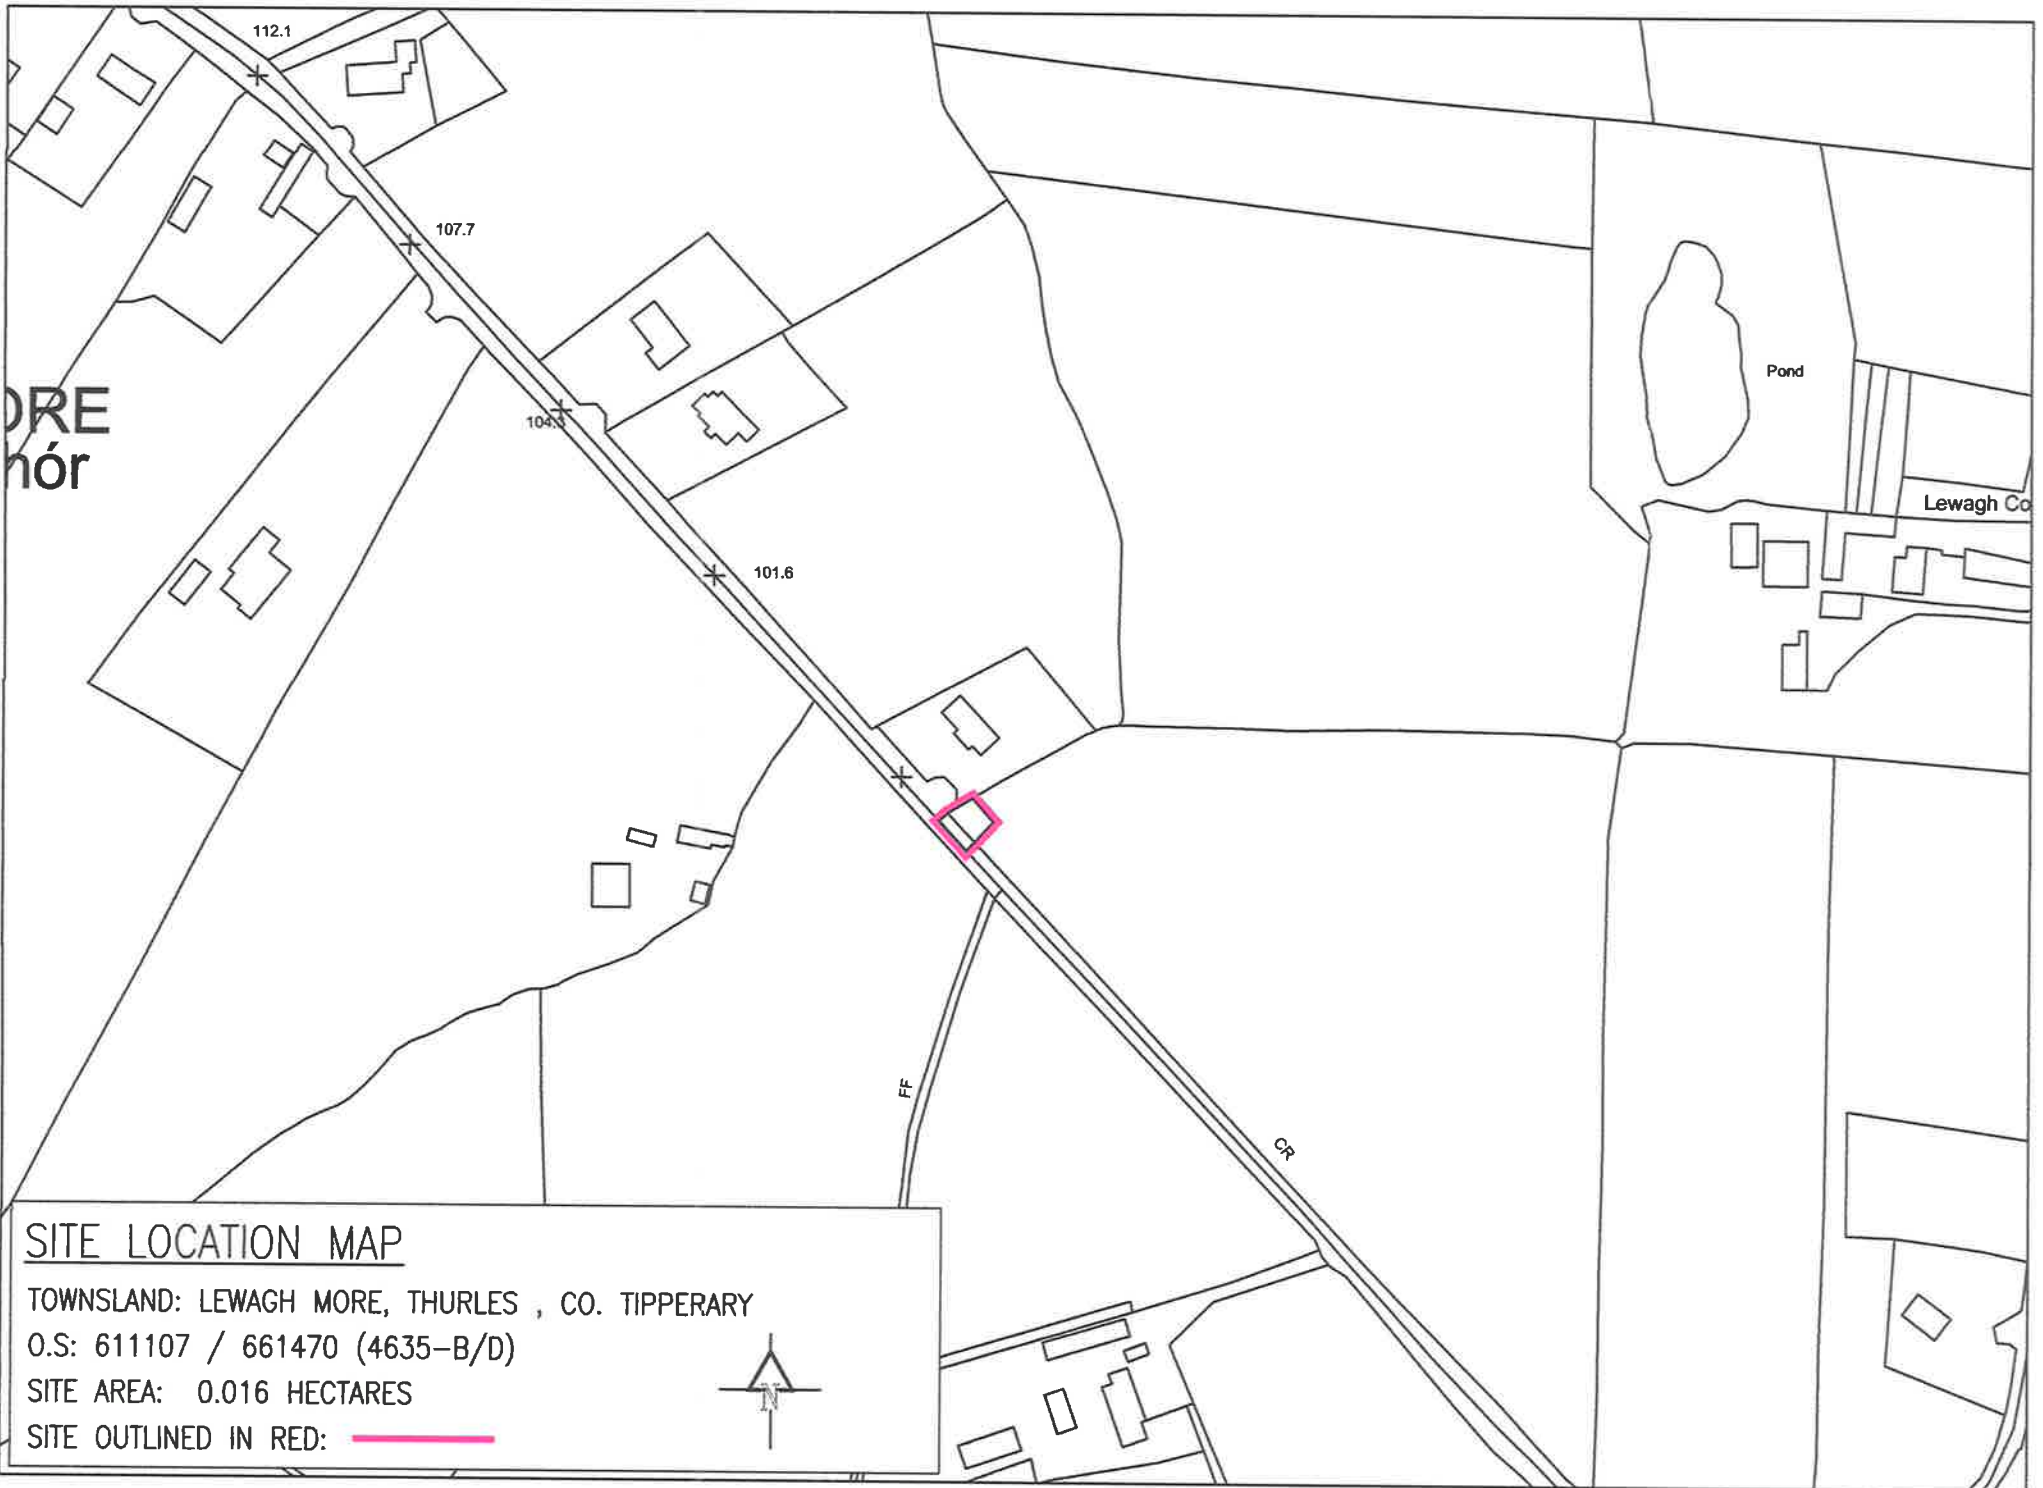 112.1
107.7
104.3
ORE
hór
101.6
Pond
Lewagh Co
FF
CR
SITE LOCATION MAP
TOWNSLAND: LEWAGH MORE, THURLES , CO. TIPPERARY
O.S: 611107 / 661470 (4635-B/D)
SITE AREA: 0.016 HECTARES
SITE OUTLINED IN RED:
N